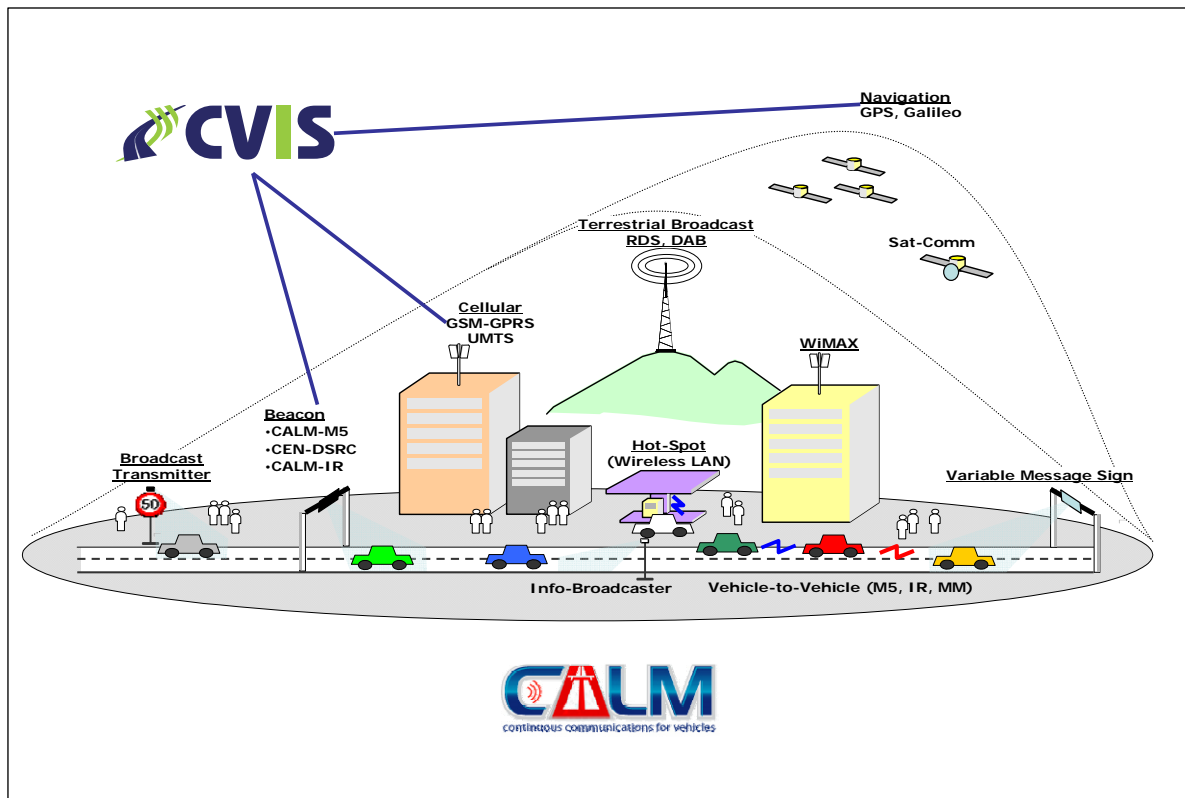 CVIS
Navigation
GPS, Galileo
Terrestrial Broadcast
RDS, DAB
Sat-Comm
Cellular
GSM-GPRS
UMTS
WiMAX
Beacon
•CALM-M5
•CEN-DSRC
•CALM-IR
Broadcast
Transmitter
50
Hot-Spot
(Wireless LAN)
Variable Message Sign
Info-Broadcaster
Vehicle-to-Vehicle (M5, IR, MM)
CALM
continuous communications for vehicles